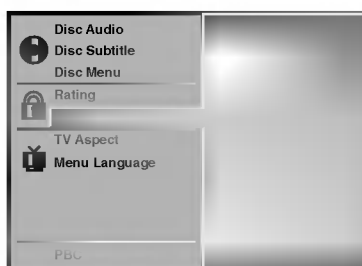 Disc Audio
Disc Subtitle
Disc Menu
Rating
TV Aspect
Menu Language
PBC